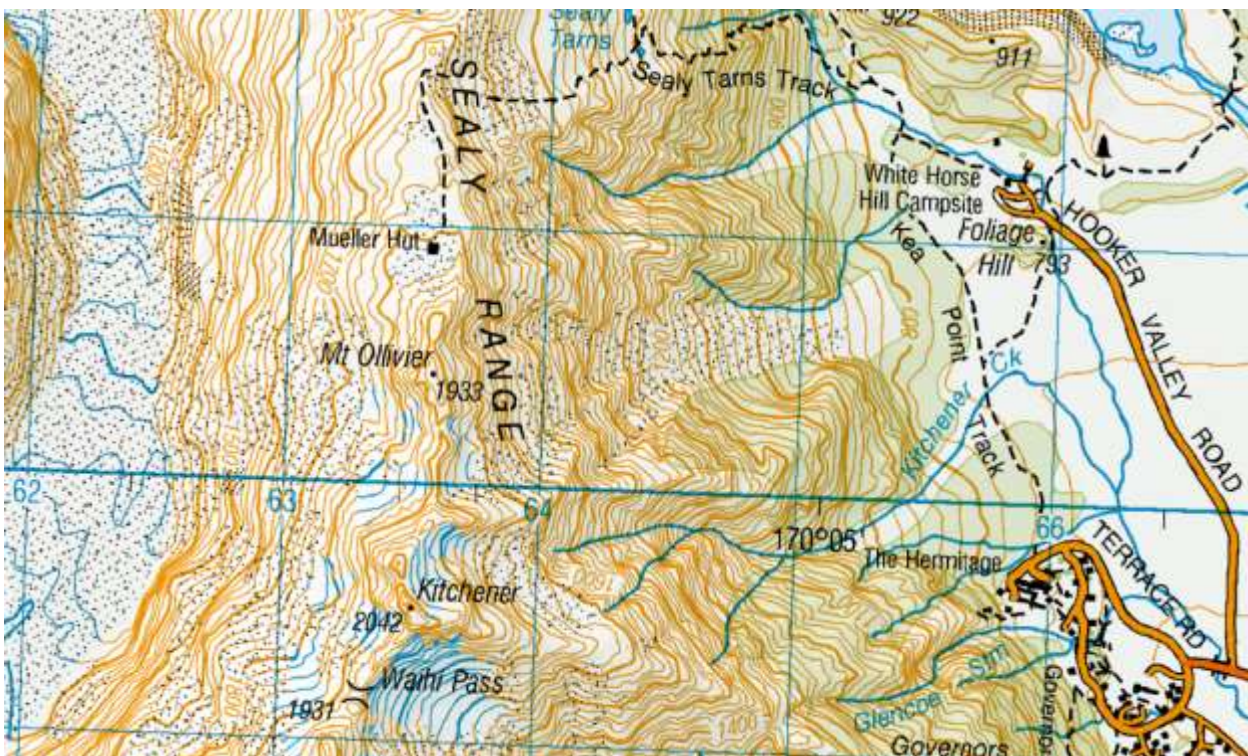 Sealy
Tarns
922
911
Sealy Tarns Track
SEALY
RANGE
White Horse
Hill Campsite
Foliage
Hill
793
HOOKER
VALLEY
ROAD
Kea
Point
Track
Mueller Hut
Mt Ollivier
1933
Kitchener Ck
62
63
64
170°05'
66
The Hermitage
TERRACE RD
Kitchener
2042
1500
Waihi Pass
1931
Glencoe Stm
Governors